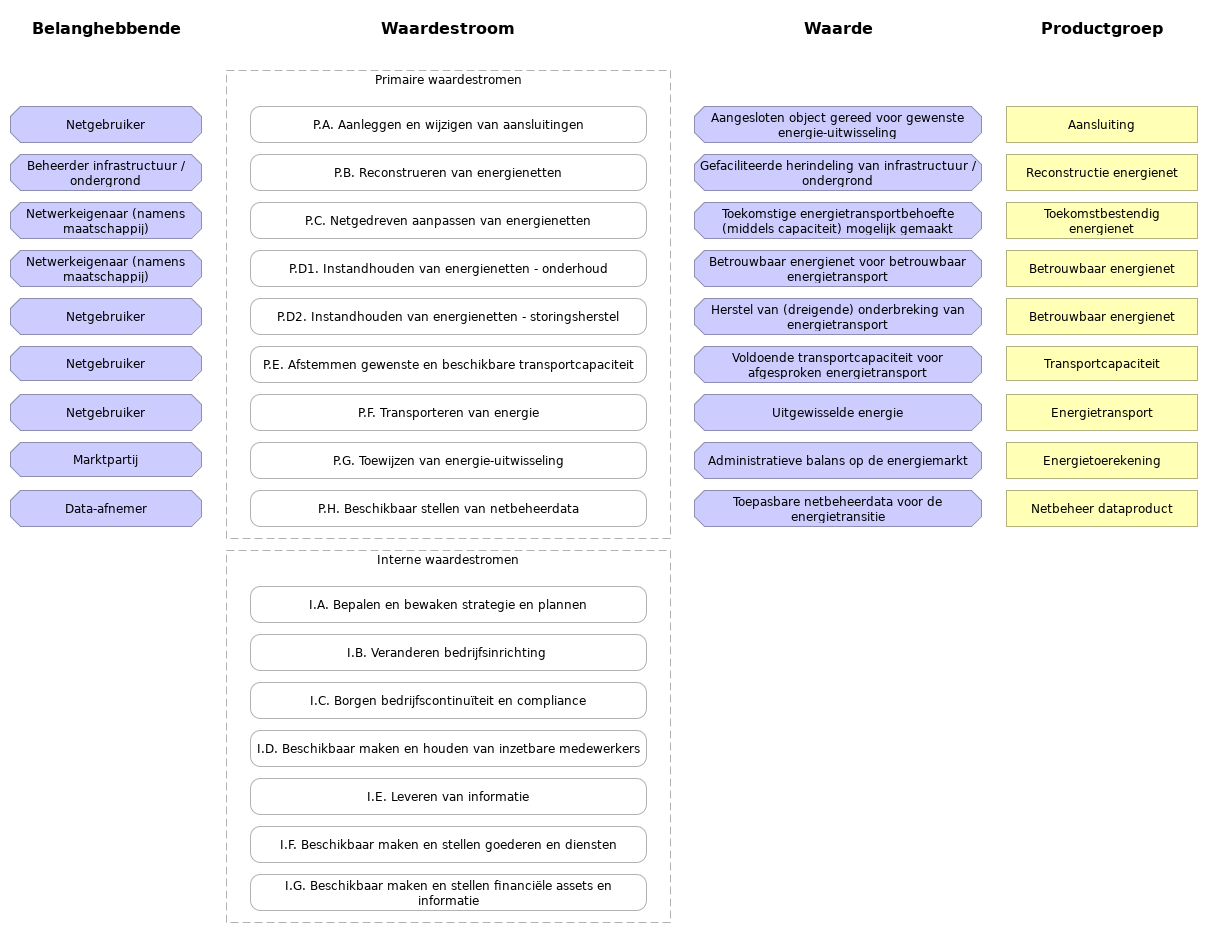 Belanghebbende
Waardestroom
Waarde
Productgroep
Primaire waardestromen
Netgebruiker
P.A. Aanleggen en wijzigen van aansluitingen
Aangesloten object gereed voor gewenste
energie-uitwisseling
Aansluiting
Beheerder infrastructuur /
ondergrond
P.B. Reconstrueren van energienetten
Gefaciliteerde herindeling van infrastructuur /
ondergrond
Reconstructie energienet
Netwerkeigenaar (namens
maatschappij)
P.C. Netgedreven aanpassen van energienetten
Toekomstige energietransportbehoefte
(middels capaciteit) mogelijk gemaakt
Toekomstbestendig
energienet
Netwerkeigenaar (namens
maatschappij)
P.D1. Instandhouden van energienetten - onderhoud
Betrouwbaar energienet voor betrouwbaar
energietransport
Betrouwbaar energienet
Netgebruiker
P.D2. Instandhouden van energienetten - storingsherstel
Herstel van (dreigende) onderbreking van
energietransport
Betrouwbaar energienet
Netgebruiker
P.E. Afstemmen gewenste en beschikbare transportcapaciteit
Voldoende transportcapaciteit voor
afgesproken energietransport
Transportcapaciteit
Netgebruiker
P.F. Transporteren van energie
Uitgewisselde energie
Energietransport
Marktpartij
P.G. Toewijzen van energie-uitwisseling
Administratieve balans op de energiemarkt
Energietoerekening
Data-afnemer
P.H. Beschikbaar stellen van netbeheerdata
Toepasbare netbeheerdata voor de
energietransitie
Netbeheer dataproduct
Interne waardestromen
I.A. Bepalen en bewaken strategie en plannen
I.B. Veranderen bedrijfsinrichting
I.C. Borgen bedrijfscontinuïteit en compliance
I.D. Beschikbaar maken en houden van inzetbare medewerkers
I.E. Leveren van informatie
I.F. Beschikbaar maken en stellen goederen en diensten
I.G. Beschikbaar maken en stellen financiële assets en
informatie